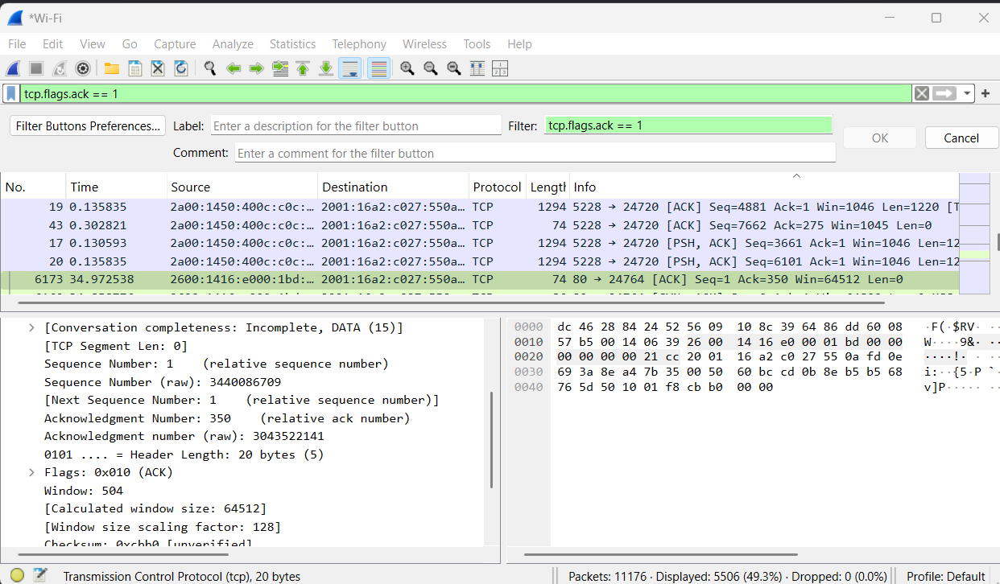 *Wi-Fi
File Edit View Go Capture Analyze Statistics Telephony Wireless Tools Help
tcp.flags.ack == 1
Filter Buttons Preferences... Label: Enter a description for the filter button Filter: tcp.flags.ack == 1 OK Cancel
Comment: Enter a comment for the filter button
No. Time Source Destination Protocol Length Info
19 0.135835 2a00:1450:400c:c0c:… 2001:16a2:c027:550a… TCP 1294 5228 → 24720 [ACK] Seq=4881 Ack=1 Win=1046 Len=1220 [T
43 0.302821 2a00:1450:400c:c0c:… 2001:16a2:c027:550a… TCP 74 5228 → 24720 [ACK] Seq=7662 Ack=275 Win=1045 Len=0
17 0.130593 2a00:1450:400c:c0c:… 2001:16a2:c027:550a… TCP 1294 5228 → 24720 [PSH, ACK] Seq=3661 Ack=1 Win=1046 Len=12
20 0.135835 2a00:1450:400c:c0c:… 2001:16a2:c027:550a… TCP 1294 5228 → 24720 [PSH, ACK] Seq=6101 Ack=1 Win=1046 Len=12
6173 34.972538 2600:1416:e000:1bd:… 2001:16a2:c027:550a… TCP 74 80 → 24764 [ACK] Seq=1 Ack=350 Win=64512 Len=0
[Conversation completeness: Incomplete, DATA (15)]
[TCP Segment Len: 0]
Sequence Number: 1 (relative sequence number)
Sequence Number (raw): 3440086709
[Next Sequence Number: 1 (relative sequence number)]
Acknowledgment Number: 350 (relative ack number)
Acknowledgment number (raw): 3043522141
0101 .... = Header Length: 20 bytes (5)
Flags: 0x010 (ACK)
Window: 504
[Calculated window size: 64512]
[Window size scaling factor: 128]
Checksum: 0xcbb0 [unverified]
0000 dc 46 28 84 24 52 56 09 10 8c 39 64 86 dd 60 08 ·F(·$RV· ··
0010 57 b5 00 14 06 39 26 00 14 16 e0 00 01 bd 00 00 W····9&· ··
0020 00 00 00 00 21 cc 20 01 16 a2 c0 27 55 0a fd 0e ····!· · ··
0030 69 3a 8e a4 7b 35 00 50 60 bc cd 0b 8e b5 b5 68 i:··{5·P `·
0040 76 5d 50 10 01 f8 cb b0 00 00 v]P····· ··
Transmission Control Protocol (tcp), 20 bytes Packets: 11176 · Displayed: 5506 (49.3%) · Dropped: 0 (0.0%) Profile: Default